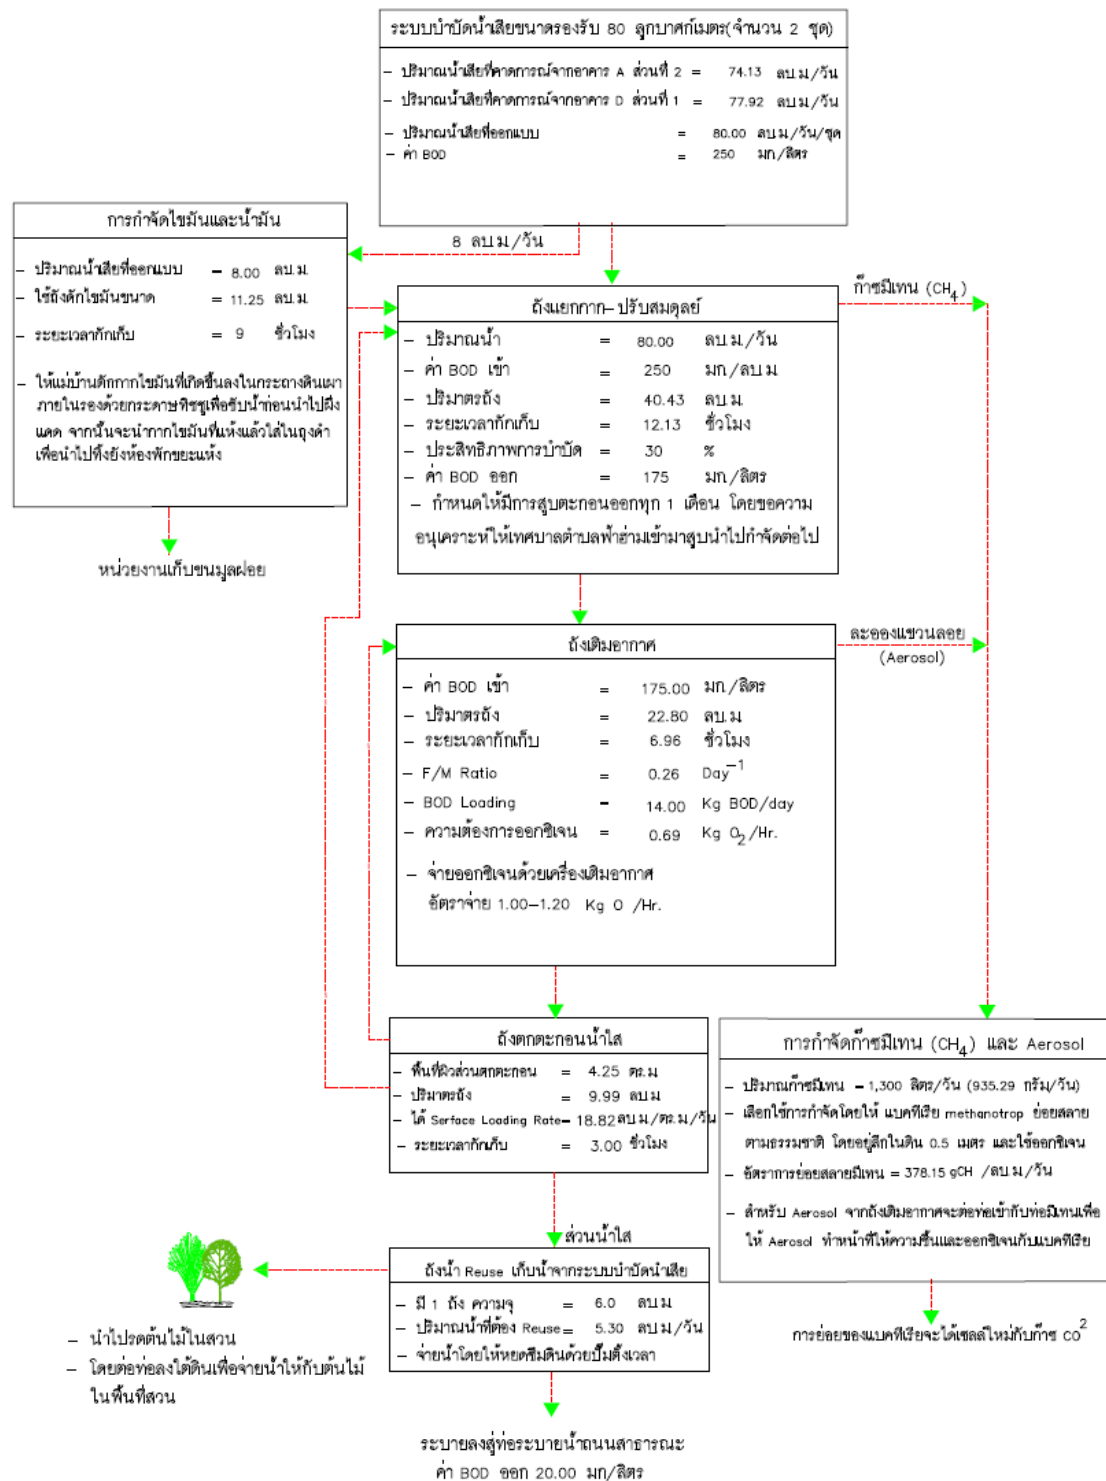 ระบบบำบัดน้ำเสียขนาดรองรับ 80 ลูกบาศก์เมตร(จำนวน 2 ชุด)
– ปริมาณน้ำเสียที่คาดการณ์จากอาคาร A ส่วนที่ 2 = 74.13 ลบ.ม./วัน
– ปริมาณน้ำเสียที่คาดการณ์จากอาคาร D ส่วนที่ 1 = 77.92 ลบ.ม./วัน
– ปริมาณน้ำเสียที่ออกแบบ = 80.00 ลบ.ม./วัน/ชุด
– ค่า BOD = 250 มก./ลิตร
8 ลบ.ม./วัน
การกำจัดไขมันและน้ำมัน
– ปริมาณน้ำเสียที่ออกแบบ – 8.00 ลบ.ม.
– ใช้ถังดักไขมันขนาด = 11.25 ลบ.ม.
– ระยะเวลากักเก็บ = 9 ชั่วโมง
– ให้แม่บ้านตักกากไขมันที่เกิดขึ้นลงในกระถางดินเผา
ภายในรองด้วยกระดาษทิชชูเพื่อซับน้ำก่อนนำไปผึ่ง
แดด จากนั้นจะนำกากไขมันที่แห้งแล้วใส่ในถุงดำ
เพื่อนำไปทิ้งยังห้องพักขยะแห้ง
หน่วยงานเก็บขนมูลฝอย
ถังแยกกาก–ปรับสมดุลย์
– ปริมาณน้ำ = 80.00 ลบ.ม./วัน
– ค่า BOD เข้า = 250 มก./ลบ.ม
– ปริมาตรถัง = 40.43 ลบ.ม.
– ระยะเวลากักเก็บ = 12.13 ชั่วโมง
– ประสิทธิภาพการบำบัด = 30 %
– ค่า BOD ออก = 175 มก./ลิตร
– กำหนดให้มีการสูบตะกอนออกทุก 1 เดือน โดยขอความ
อนุเคราะห์ให้เทศบาลตำบลฟ้าฮ่ามเข้ามาสูบนำไปกำจัดต่อไป
ก๊าซมีเทน (CH4)
ถังเติมอากาศ
– ค่า BOD เข้า = 175.00 มก./ลิตร
– ปริมาตรถัง = 22.80 ลบ.ม.
– ระยะเวลากักเก็บ = 6.96 ชั่วโมง
– F/M Ratio = 0.26 Day–1
– BOD Loading – 14.00 Kg BOD/day
– ความต้องการออกซิเจน = 0.69 Kg O2/Hr.
– จ่ายออกซิเจนด้วยเครื่องเติมอากาศ
อัตราจ่าย 1.00–1.20 Kg O /Hr.
ละอองแขวนลอย
(Aerosol)
ถังตกตะกอนน้ำใส
– พื้นที่ผิวส่วนตกตะกอน = 4.25 ตร.ม
– ปริมาตรถัง = 9.99 ลบ.ม
– ได้ Serface Loading Rate– 18.82 ลบ.ม/ตร.ม/วัน
– ระยะเวลากักเก็บ = 3.00 ชั่วโมง
การกำจัดก๊าซมีเทน (CH4) และ Aerosol
– ปริมาณก๊าซมีเทน – 1,300 ลิตร/วัน (935.29 กรัม/วัน)
– เลือกใช้การกำจัดโดยให้ แบคทีเรีย methanotrop ย่อยสลาย
ตามธรรมชาติ โดยอยู่ลึกในดิน 0.5 เมตร และใช้ออกซิเจน
– อัตราการย่อยสลายมีเทน = 378.15 gCH /ลบ.ม/วัน
– สำหรับ Aerosol จากถังเติมอากาศจะต่อท่อเข้ากับท่อมีเทนเพื่อ
ให้ Aerosol ทำหน้าที่ให้ความชื้นและออกซิเจนกับแบคทีเรีย
การย่อยของแบคทีเรียจะได้เซลล์ใหม่กับก๊าซ CO2
ส่วนน้ำใส
ถังน้ำ Reuse เก็บน้ำจากระบบบำบัดน้ำเสีย
– มี 1 ถัง ความจุ = 6.0 ลบ.ม
– ปริมาณน้ำที่ต้อง Reuse = 5.30 ลบ.ม/วัน
– จ่ายน้ำโดยให้หยดซึมดินด้วยปั๊มตั้งเวลา
– นำไปรดต้นไม้ในสวน
– โดยต่อท่อลงใต้ดินเพื่อจ่ายน้ำให้กับต้นไม้
ในพื้นที่สวน
ระบายลงสู่ท่อระบายน้ำถนนสาธารณะ
ค่า BOD ออก 20.00 มก/ลิตร